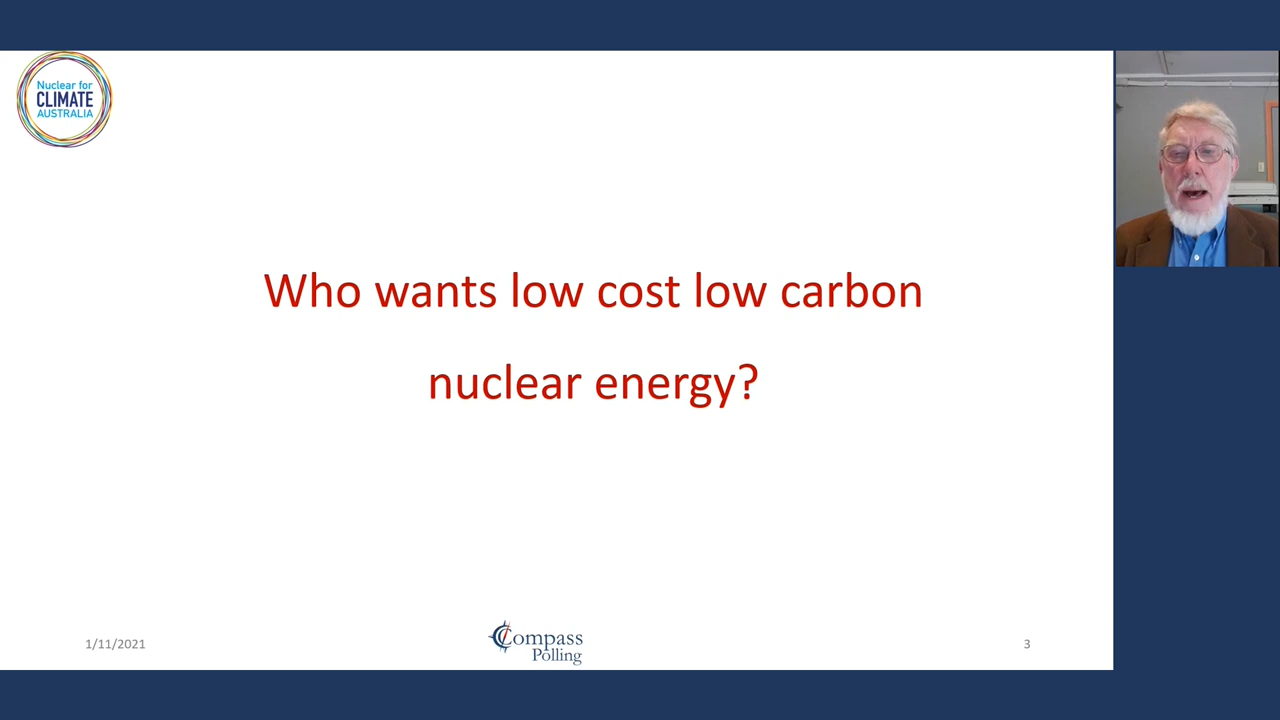 Nuclear for
CLIMATE
AUSTRALIA
Who wants low cost low carbon
nuclear energy?
1/11/2021
Compass
Polling
3